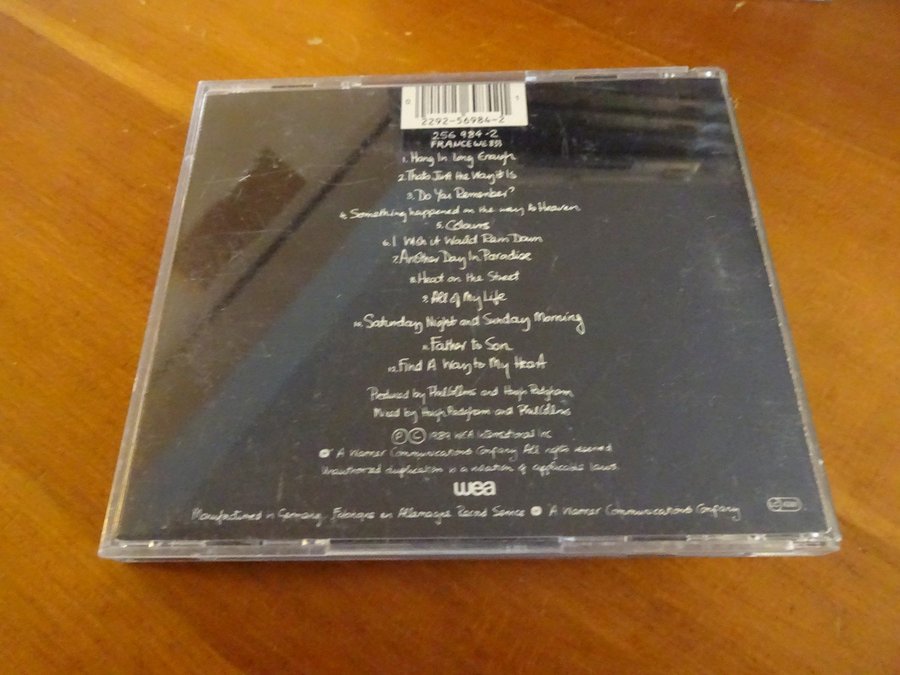 0 3
2292-56984-2
256 984-2
FRANCE WE 833
1. Hang In Long Enough
2. That's Just the Way It Is
3. Do You Remember?
4. Something happened on the way to Heaven
5. Colours
6. I Wish it Would Rain Down
7. Another Day In Paradise
8. Heat on the Street
9. All of My Life
10. Saturday Night and Sunday Morning
11. Father to Son
12. Find A Way to My Heart
Produced by Phil Collins and Hugh Padgham
Mixed by Hugh Padgham and Phil Collins
Ⓟ Ⓒ 1989 WEA International Inc.
A Warner Communications Company. All rights reserved
Unauthorized duplication is a violation of applicable laws.
wea
Manufactured in Germany. Fabriqué en Allemagne Record Service A Warner Communications Company